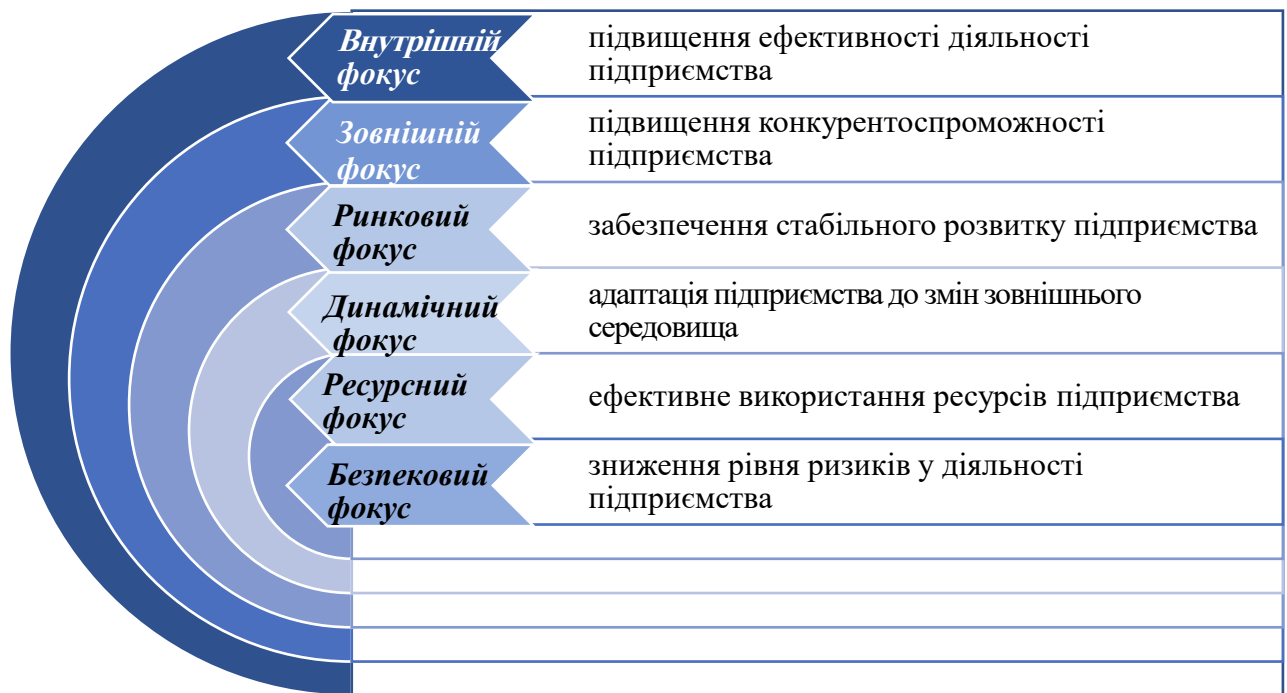 Внутрішній
фокус
підвищення ефективності діяльності
підприємства
Зовнішній
фокус
підвищення конкурентоспроможності
підприємства
Ринковий
фокус
забезпечення стабільного розвитку підприємства
Динамічний
фокус
адаптація підприємства до змін зовнішнього
середовища
Ресурсний
фокус
ефективне використання ресурсів підприємства
Безпековий
фокус
зниження рівня ризиків у діяльності
підприємства